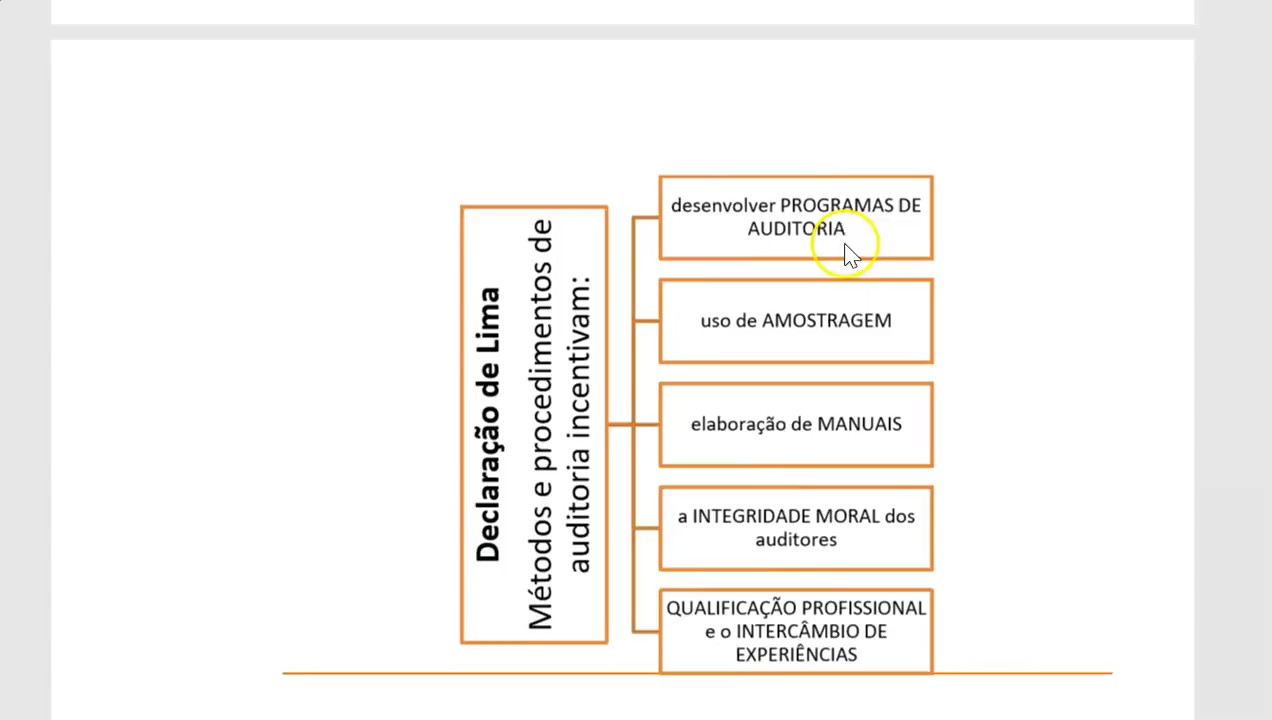 Declaração de Lima
Métodos e procedimentos de
auditoria incentivam:
desenvolver PROGRAMAS DE
AUDITORIA
uso de AMOSTRAGEM
elaboração de MANUAIS
a INTEGRIDADE MORAL dos
auditores
QUALIFICAÇÃO PROFISSIONAL
e o INTERCÂMBIO DE
EXPERIÊNCIAS